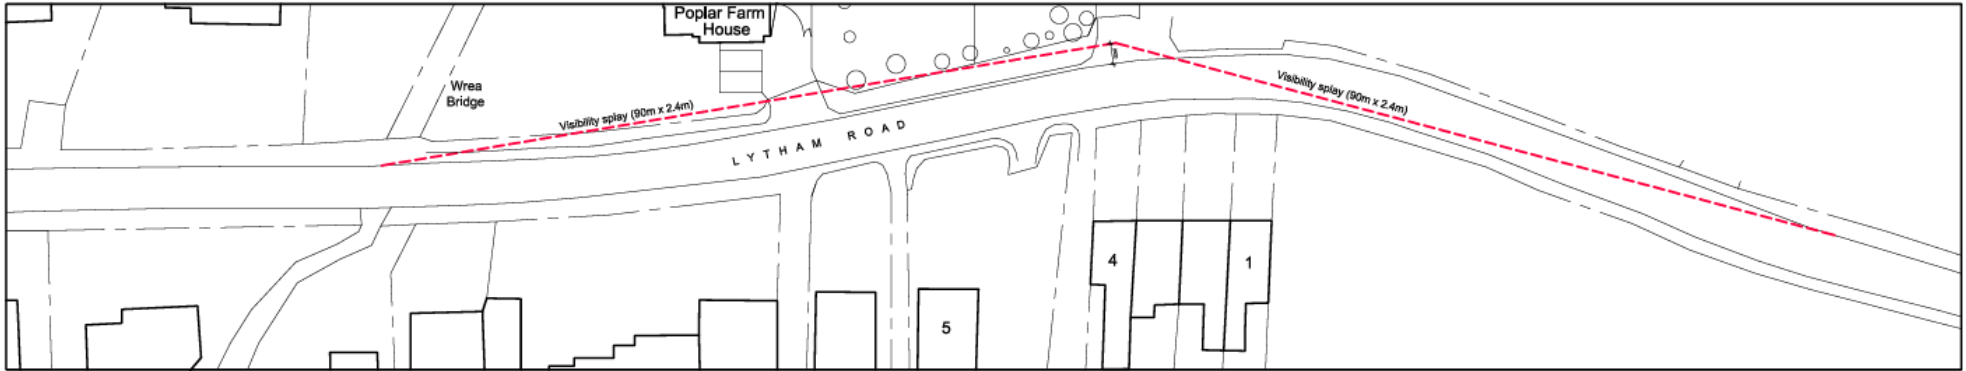 Poplar Farm
House
Wrea
Bridge
Visibility splay (90m x 2.4m)
Visibility splay (90m x 2.4m)
LYTHAM ROAD
4
1
5